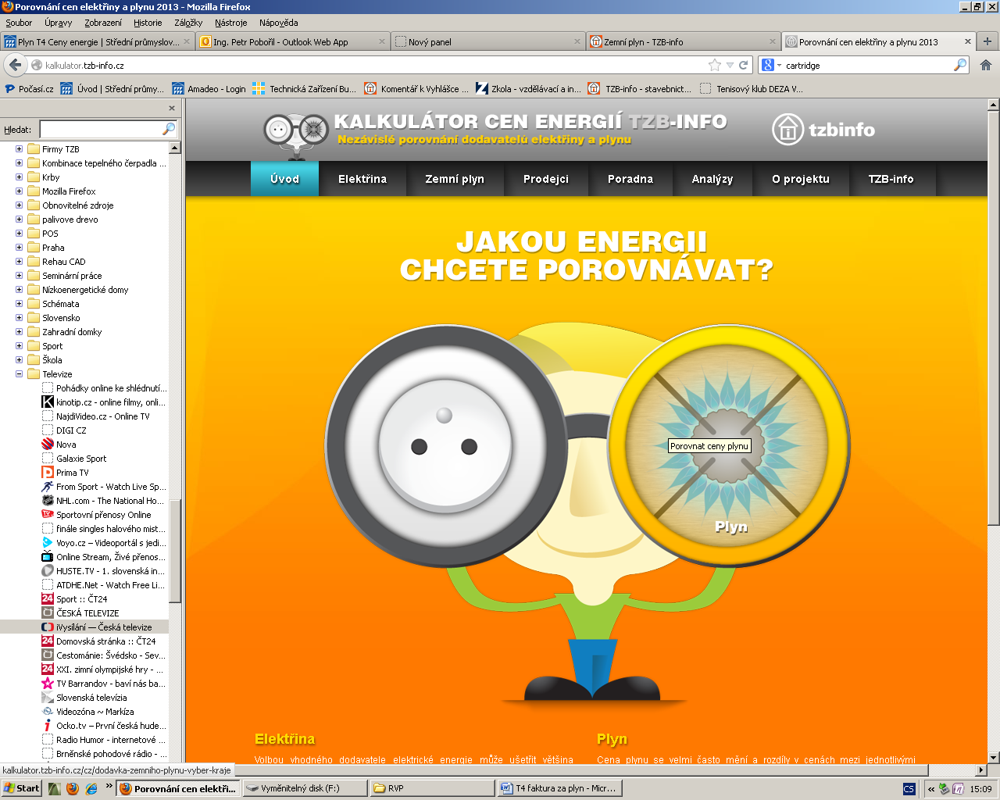 Porovnání cen elektřiny a plynu 2013 - Mozilla Firefox
Soubor Úpravy Zobrazení Historie Záložky Nástroje Nápověda
Plyn T4 Ceny energie | Střední průmyslov...
Ing. Petr Pobořil - Outlook Web App
Nový panel
Zemní plyn - TZB-info
Porovnání cen elektřiny a plynu 2013
kalkulator.tzb-info.cz
cartridge
Počasí.cz
Úvod | Střední průmy...
Amadeo - Login
Technická Zařízení Bu...
Komentář k Vyhlášce ...
Zkola - vzdělávací a in...
TZB-info - stavebnict...
Tenisový klub DEZA V...
Hledat:
Firmy TZB
Kombinace tepelného čerpadla ...
Krby
Mozilla Firefox
Obnovitelné zdroje
palivove drevo
POS
Praha
Rehau CAD
Seminární práce
Nízkoenergetické domy
Schémata
Slovensko
Zahradní domky
Sport
Škola
Televize
Pohádky online ke shlédnutí...
kinotip.cz - online filmy, onli...
NajdiVideo.cz - Online TV
DIGI CZ
Nova
Galaxie Sport
Prima TV
From Sport - Watch Live Sp...
NHL.com - The National Ho...
Sportovní přenosy Online
finále singles halového mist...
Voyo.cz – Videoportál s jedi...
Online Stream, Živé přenos...
HUSTE.TV - 1. slovenská in...
ATDHE.Net - Watch Free Li...
Sport :: ČT24
ČESKÁ TELEVIZE
iVysílání — Česká televize
Domovská stránka :: ČT24
Cestománie: Švédsko - Sev...
XXI. zimní olympijské hry - ...
TV Barrandov - baví nás ba...
Slovenská televízia
Videozóna ~ Markíza
Ocko.tv – První česká hude...
Radio Humor - internetové ...
Brněnské pohodové rádio - ...
KALKULÁTOR CEN ENERGIÍ TZB-INFO
Nezávislé porovnání dodavatelů elektřiny a plynu
tzbinfo
Úvod Elektřina Zemní plyn Prodejci Poradna Analýzy O projektu TZB-info
JAKOU ENERGII
CHCETE POROVNÁVAT?
Porovnat ceny plynu
Plyn
Elektřina
Volbou vhodného dodavatele elektrické energie může ušetřit většina
Plyn
Cena plynu se velmi často mění a rozdíly v cenách mezi jednotlivými
kalkulator.tzb-info.cz/cz/dodavka-zemniho-plynu-vyber-kraje
Start
»
Porovnání cen elektři...
Vyměnitelný disk (F:)
RVP
T4 faktura za plyn - Micr...
CS
«
15:09